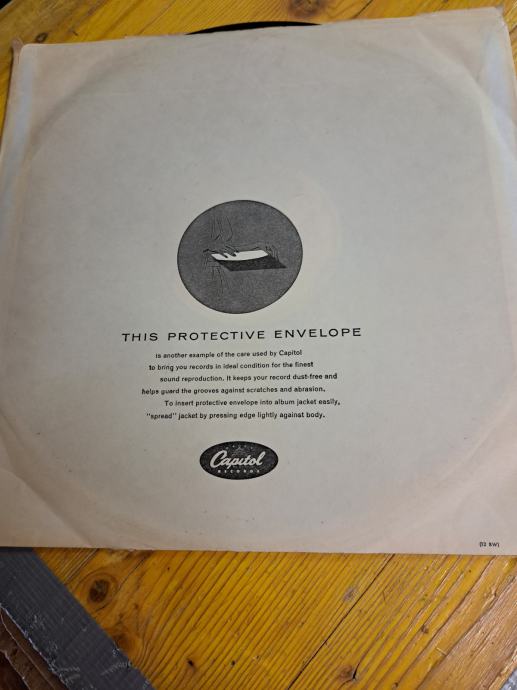 THIS PROTECTIVE ENVELOPE
is another example of the care used by Capitol
to bring you records in ideal condition for the finest
sound reproduction. It keeps your record dust-free and
helps guard the grooves against scratches and abrasion.
To insert protective envelope into album jacket easily,
"spread" jacket by pressing edge lightly against body.
Capitol
RECORDS
(12 BW)